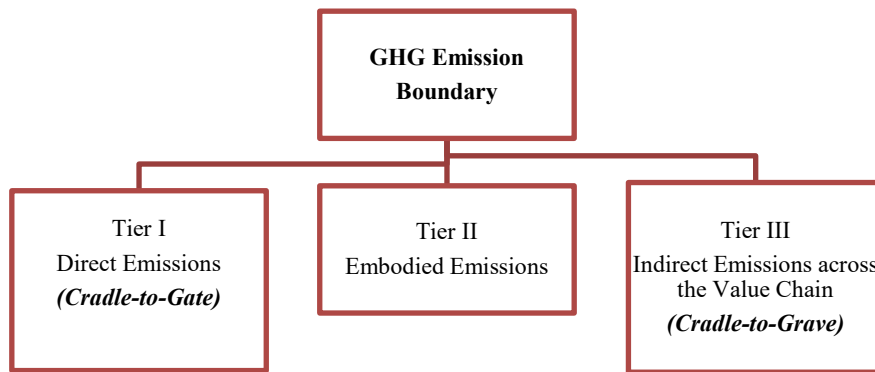 GHG Emission
Boundary
Tier I
Direct Emissions
(Cradle-to-Gate)
Tier II
Embodied Emissions
Tier III
Indirect Emissions across
the Value Chain
(Cradle-to-Grave)